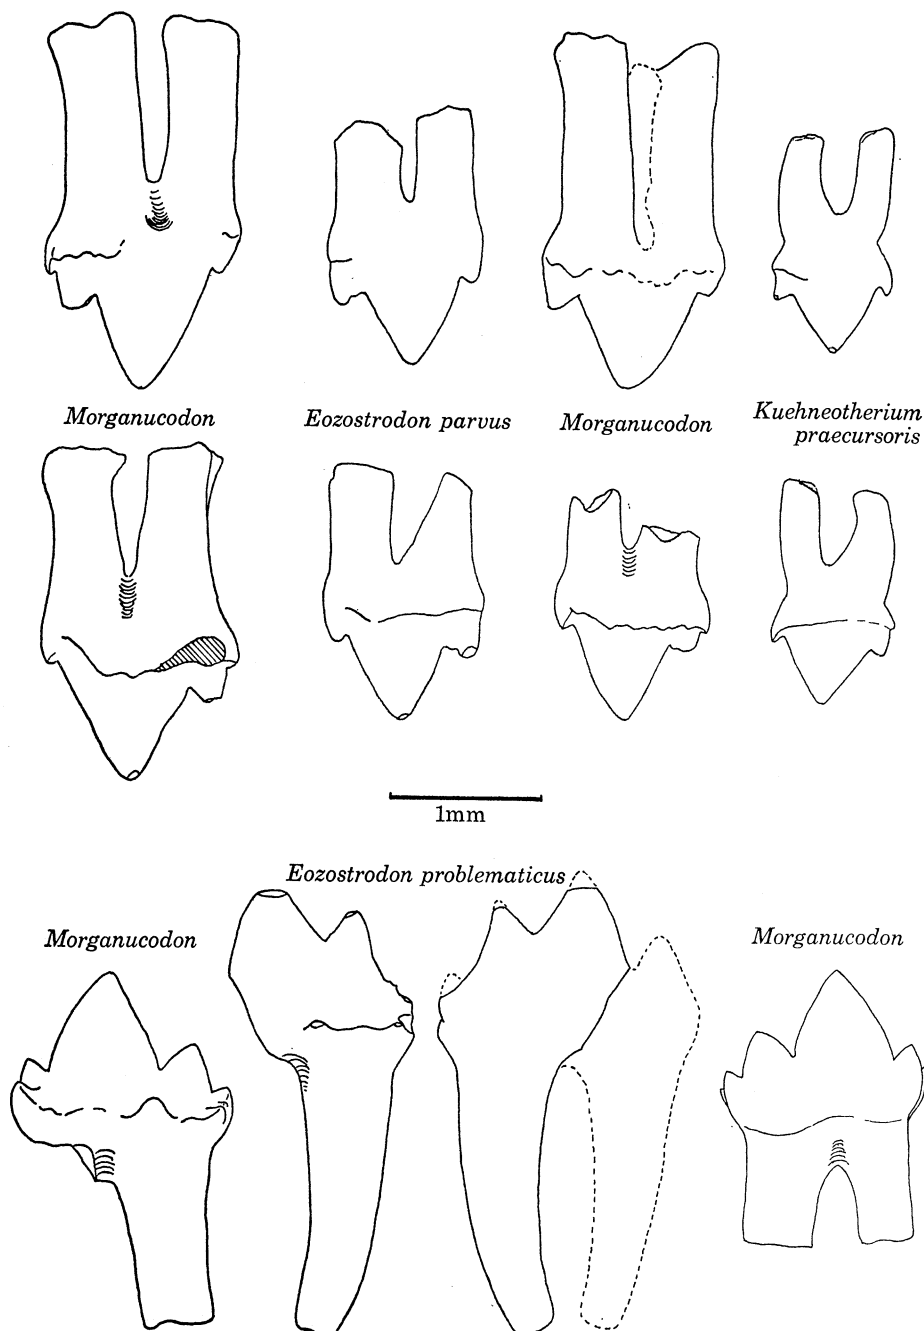 Morganucodon
Eozostrodon parvus
Morganucodon
Kuehneotherium
praecursoris
1mm
Eozostrodon problematicus
Morganucodon
Morganucodon